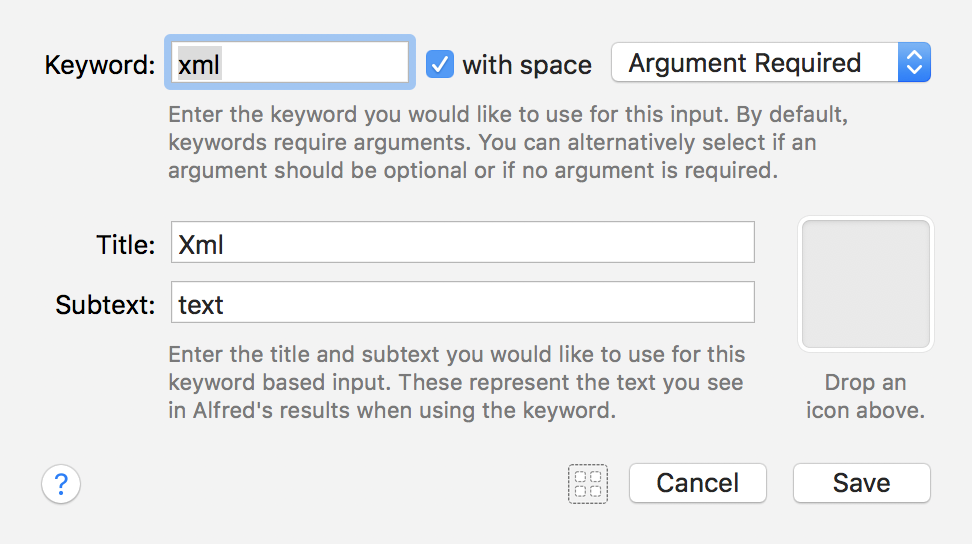 Keyword: xml with space Argument Required
Enter the keyword you would like to use for this input. By default,
keywords require arguments. You can alternatively select if an
argument should be optional or if no argument is required.
Title: Xml
Subtext: text
Enter the title and subtext you would like to use for this
keyword based input. These represent the text you see
in Alfred's results when using the keyword.
Drop an
icon above.
? Cancel Save